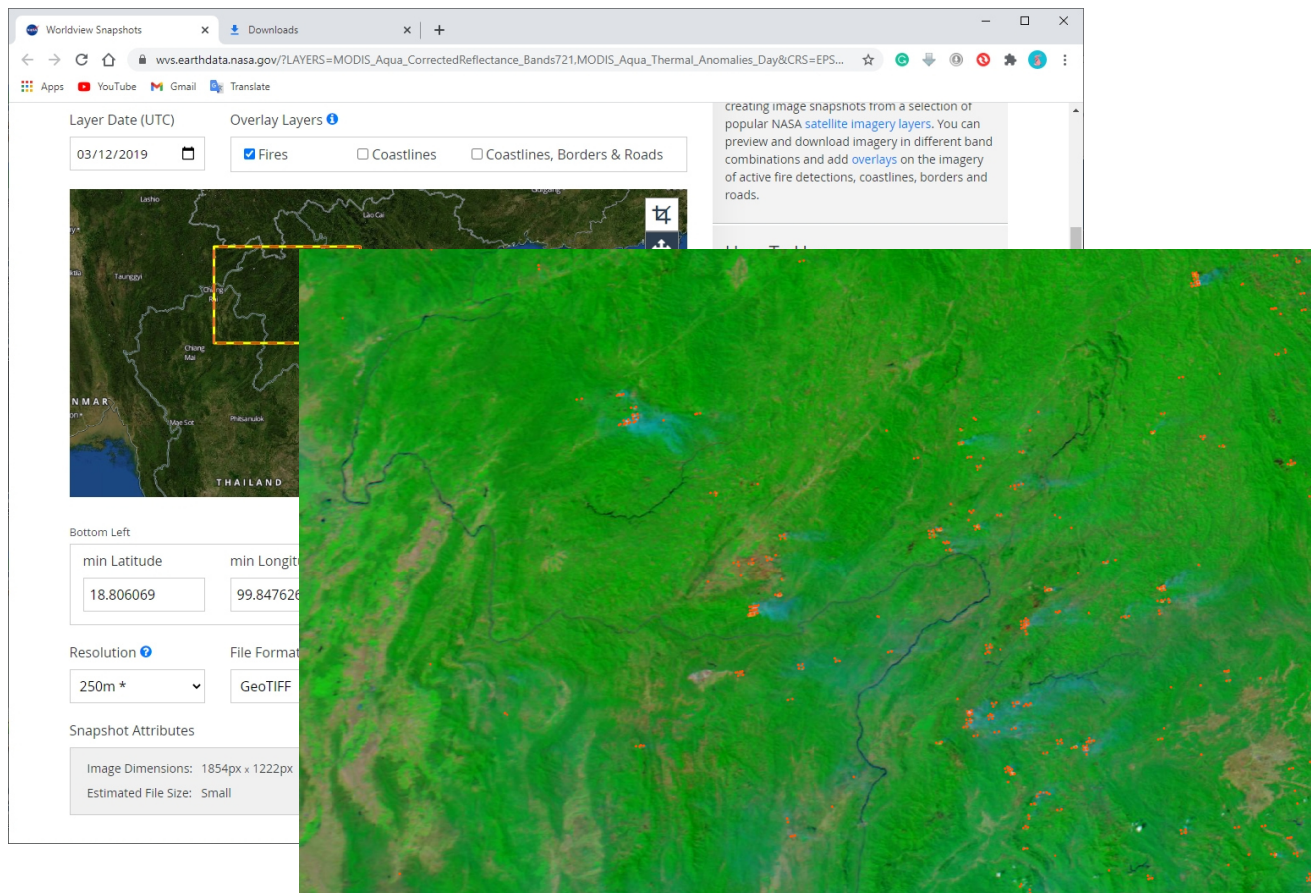 Worldview Snapshots
Downloads
wvs.earthdata.nasa.gov/?LAYERS=MODIS_Aqua_CorrectedReflectance_Bands721,MODIS_Aqua_Thermal_Anomalies_Day&CRS=EPS...
Apps YouTube Gmail Translate
Layer Date (UTC) Overlay Layers
03/12/2019 Fires Coastlines Coastlines, Borders & Roads
creating image snapshots from a selection of
popular NASA satellite imagery layers. You can
preview and download imagery in different band
combinations and add overlays on the imagery
of active fire detections, coastlines, borders and
roads.
Lashio
Lào Cai
Taunggyi
Chiang
Mai
NMAR
Mae Sot
Phitsanulok
THAILAND
Bottom Left
min Latitude min Longit
18.806069 99.847626
Resolution File Format
250m * GeoTIFF
Snapshot Attributes
Image Dimensions: 1854px x 1222px
Estimated File Size: Small